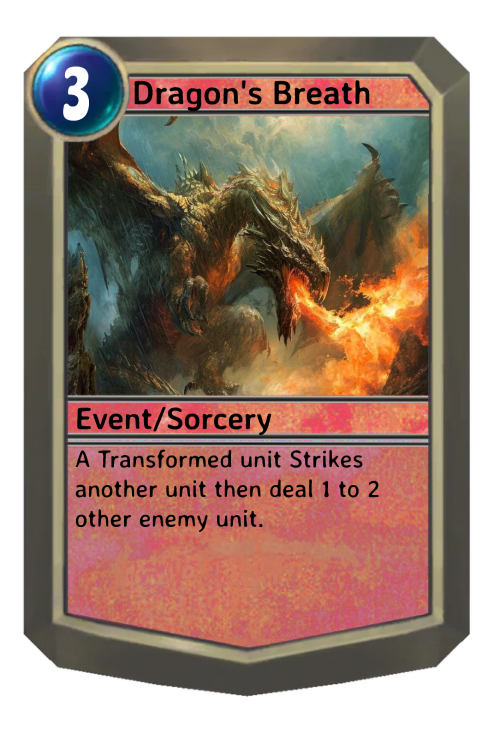 3
Dragon's Breath
Event/Sorcery
A Transformed unit Strikes
another unit then deal 1 to 2
other enemy unit.